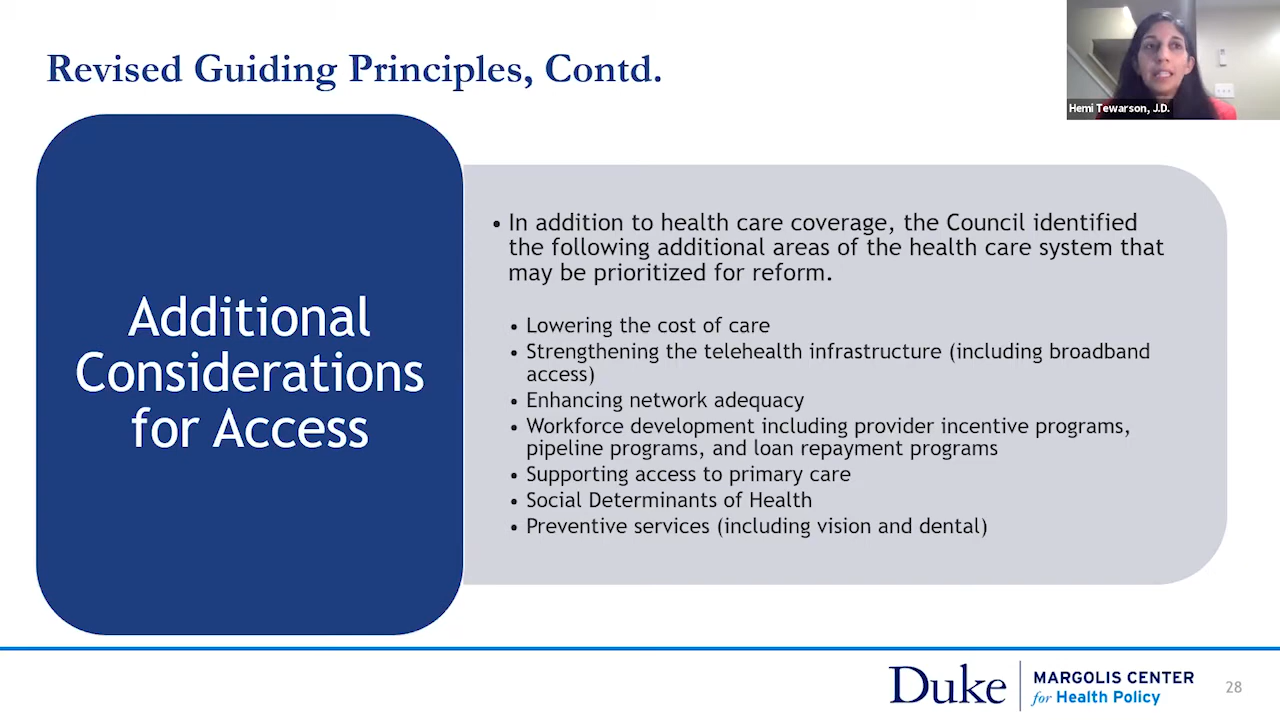 Revised Guiding Principles, Contd.
Hemi Tewarson, J.D.
Additional
Considerations
for Access
• In addition to health care coverage, the Council identified
the following additional areas of the health care system that
may be prioritized for reform.
• Lowering the cost of care
• Strengthening the telehealth infrastructure (including broadband
access)
• Enhancing network adequacy
• Workforce development including provider incentive programs,
pipeline programs, and loan repayment programs
• Supporting access to primary care
• Social Determinants of Health
• Preventive services (including vision and dental)
Duke
MARGOLIS CENTER
for Health Policy
28